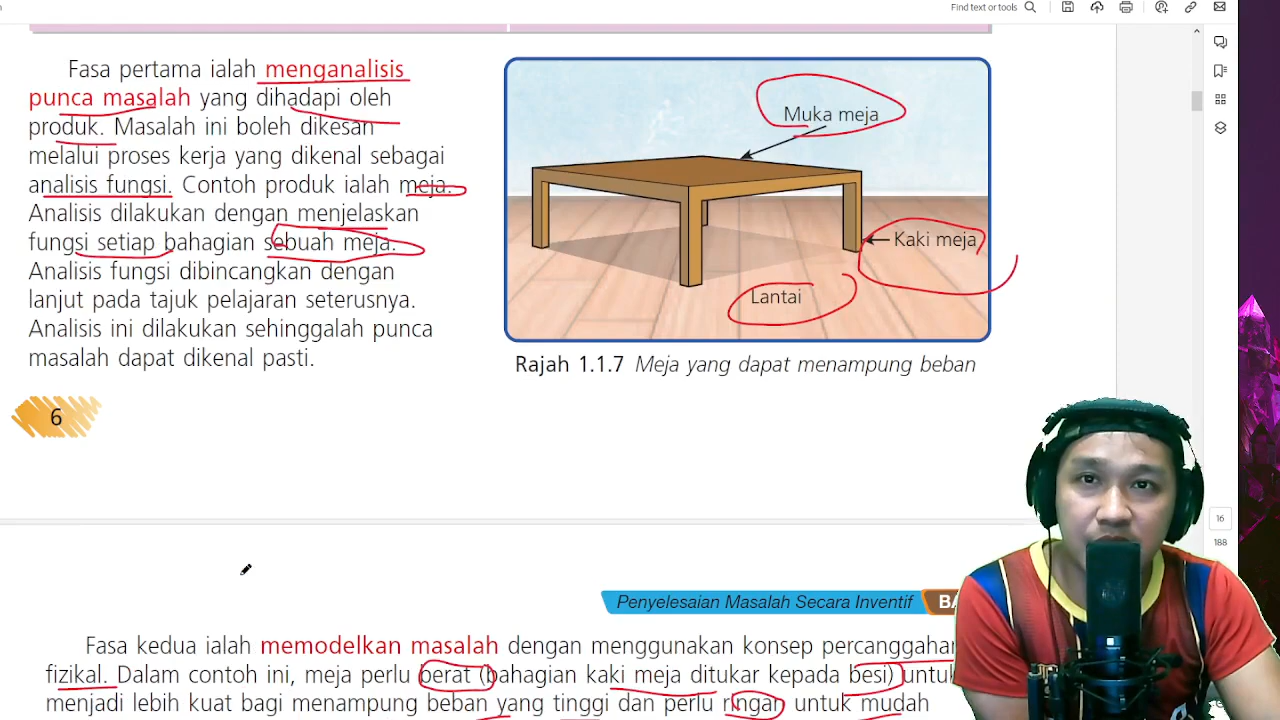 Find text or tools
Fasa pertama ialah menganalisis
punca masalah yang dihadapi oleh
produk. Masalah ini boleh dikesan
melalui proses kerja yang dikenal sebagai
analisis fungsi. Contoh produk ialah meja.
Analisis dilakukan dengan menjelaskan
fungsi setiap bahagian sebuah meja.
Analisis fungsi dibincangkan dengan
lanjut pada tajuk pelajaran seterusnya.
Analisis ini dilakukan sehinggalah punca
masalah dapat dikenal pasti.
Muka meja
Kaki meja
Lantai
Rajah 1.1.7 Meja yang dapat menampung beban
6
16
188
Penyelesaian Masalah Secara Inventif
Fasa kedua ialah memodelkan masalah dengan menggunakan konsep percanggahan
fizikal. Dalam contoh ini, meja perlu berat (bahagian kaki meja ditukar kepada besi)
menjadi lebih kuat bagi menampung beban yang tinggi dan perlu ringan untuk mudah